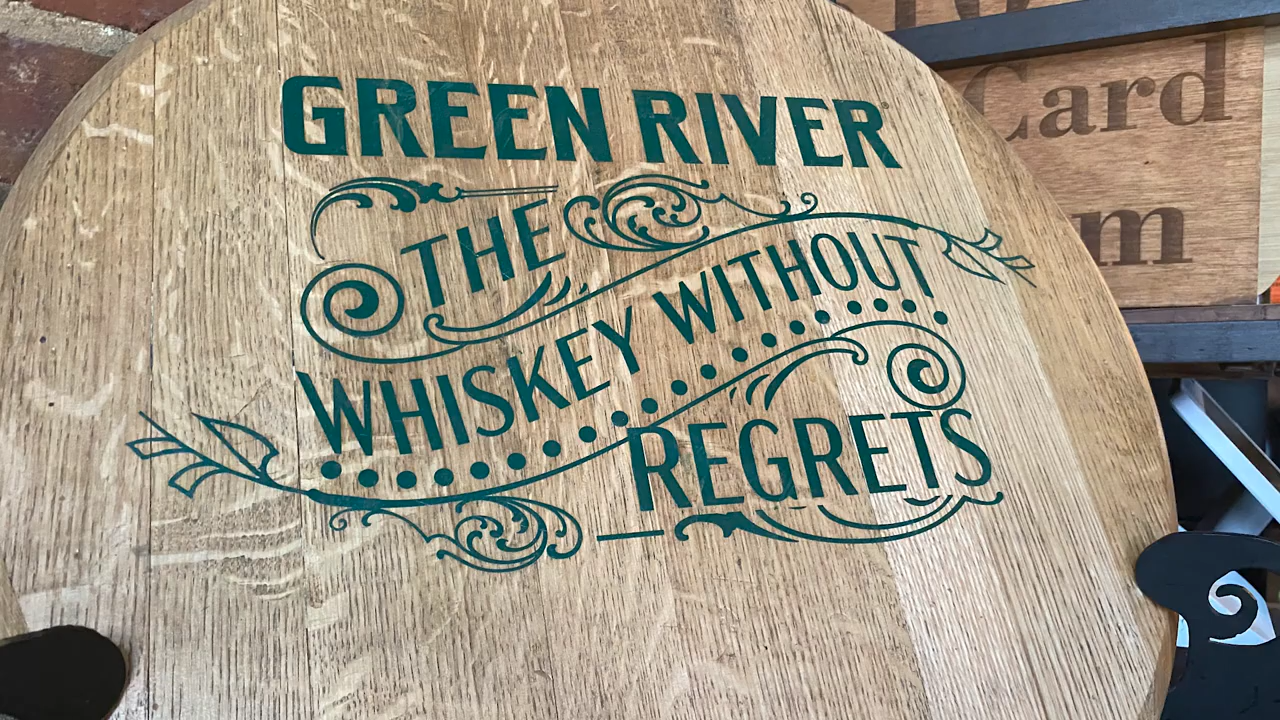 GREEN RIVER
THE
WHISKEY WITHOUT
REGRETS
Card